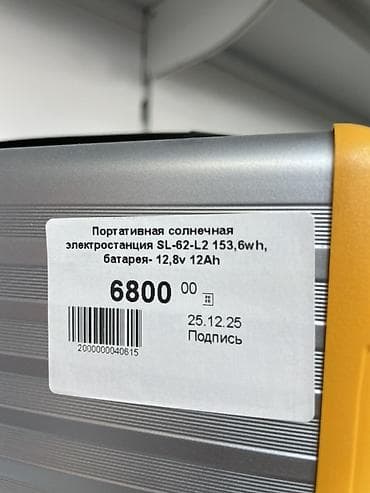 Портативная солнечная
электростанция SL-62-L2 153,6wh,
батарея- 12,8v 12Ah
6800 00
25.12.25
Подпись
2000000040615